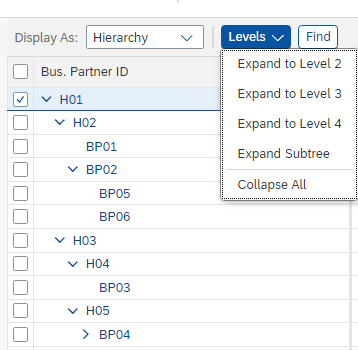 Display As: Hierarchy Levels Find
Bus. Partner ID
Expand to Level 2
Expand to Level 3
Expand to Level 4
Expand Subtree
Collapse All
H01
H02
BP01
BP02
BP05
BP06
H03
H04
BP03
H05
BP04